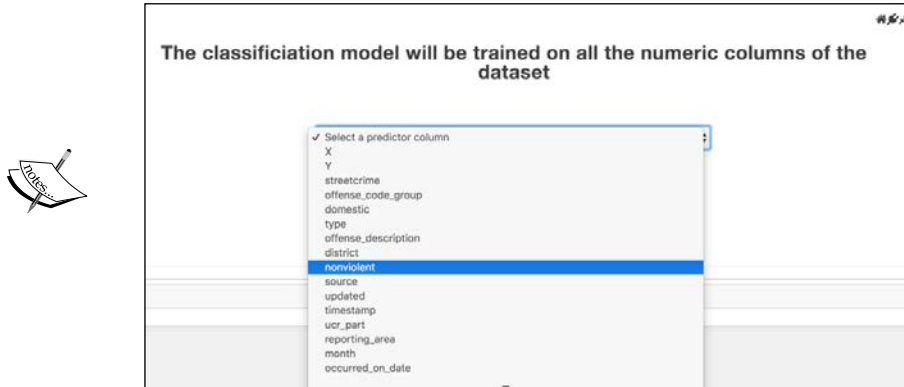 The classificiation model will be trained on all the numeric columns of the
dataset
notes...
✓ Select a predictor column
X
Y
streetcrime
offense_code_group
domestic
type
offense_description
district
nonviolent
source
updated
timestamp
ucr_part
reporting_area
month
occurred_on_date